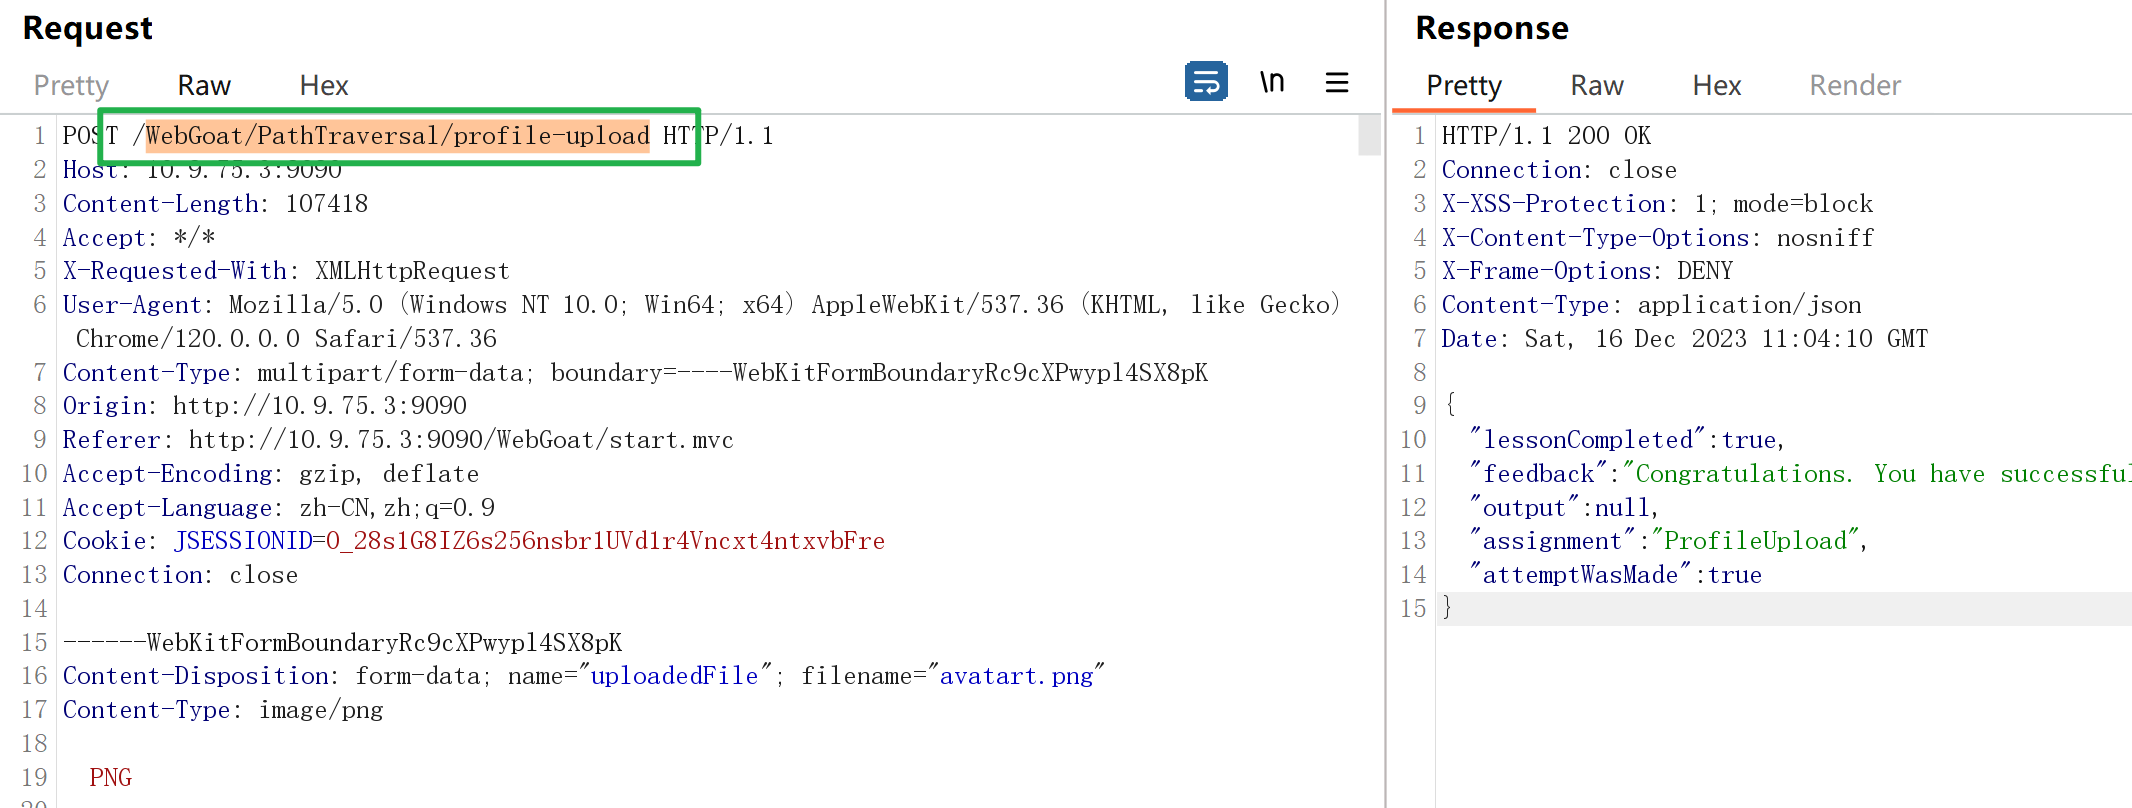 Request
Pretty Raw Hex
\n
1 POST /WebGoat/PathTraversal/profile-upload HTTP/1.1
2 Host: 10.9.75.3:9090
3 Content-Length: 107418
4 Accept: */*
5 X-Requested-With: XMLHttpRequest
6 User-Agent: Mozilla/5.0 (Windows NT 10.0; Win64; x64) AppleWebKit/537.36 (KHTML, like Gecko)
Chrome/120.0.0.0 Safari/537.36
7 Content-Type: multipart/form-data; boundary=----WebKitFormBoundaryRc9cXPwypl4SX8pK
8 Origin: http://10.9.75.3:9090
9 Referer: http://10.9.75.3:9090/WebGoat/start.mvc
10 Accept-Encoding: gzip, deflate
11 Accept-Language: zh-CN,zh;q=0.9
12 Cookie: JSESSIONID=0_28s1G8IZ6s256nsbr1UVd1r4Vncxt4ntxvbFre
13 Connection: close
14
15 ------WebKitFormBoundaryRc9cXPwypl4SX8pK
16 Content-Disposition: form-data; name="uploadedFile"; filename="avatart.png"
17 Content-Type: image/png
18
19 PNG
20
Response
Pretty Raw Hex Render
1 HTTP/1.1 200 OK
2 Connection: close
3 X-XSS-Protection: 1; mode=block
4 X-Content-Type-Options: nosniff
5 X-Frame-Options: DENY
6 Content-Type: application/json
7 Date: Sat, 16 Dec 2023 11:04:10 GMT
8
9 {
10 "lessonCompleted":true,
11 "feedback":"Congratulations. You have successful
12 "output":null,
13 "assignment":"ProfileUpload",
14 "attemptWasMade":true
15 }